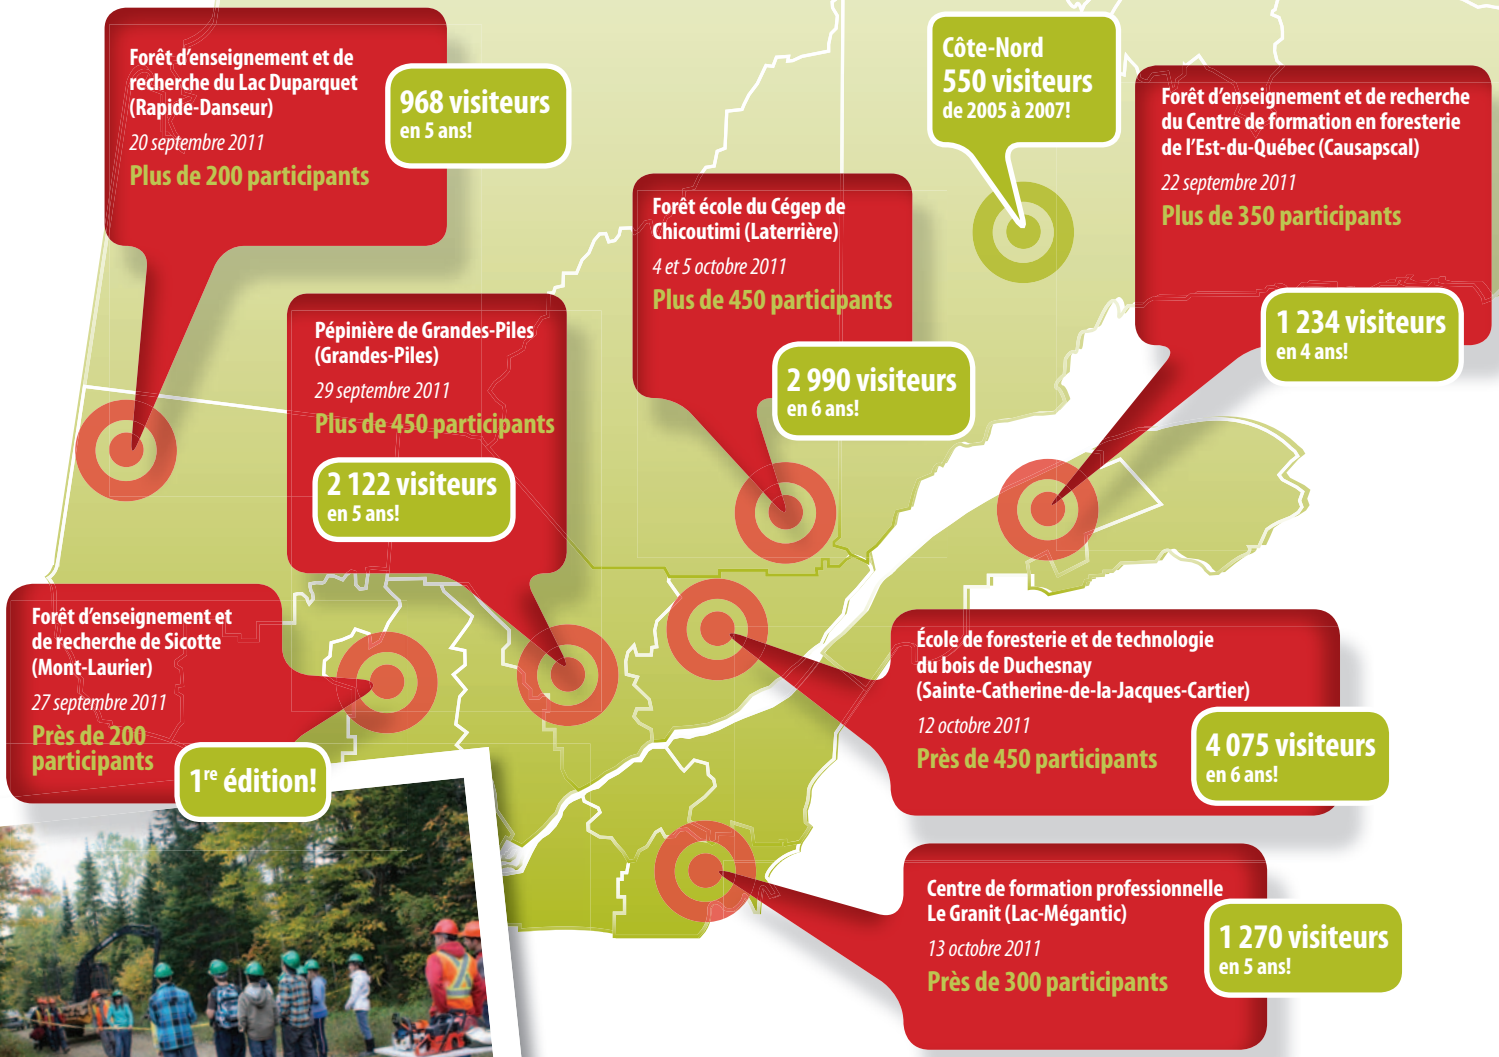 Forêt d'enseignement et de
recherche du Lac Duparquet
(Rapide-Danseur)
20 septembre 2011
Plus de 200 participants
968 visiteurs
en 5 ans!
Côte-Nord
550 visiteurs
de 2005 à 2007!
Forêt d'enseignement et de recherche
du Centre de formation en foresterie
de l'Est-du-Québec (Causapscal)
22 septembre 2011
Plus de 350 participants
1 234 visiteurs
en 4 ans!
Forêt école du Cégep de
Chicoutimi (Laterrière)
4 et 5 octobre 2011
Plus de 450 participants
2 990 visiteurs
en 6 ans!
Pépinière de Grandes-Piles
(Grandes-Piles)
29 septembre 2011
Plus de 450 participants
2 122 visiteurs
en 5 ans!
Forêt d'enseignement et
de recherche de Sicotte
(Mont-Laurier)
27 septembre 2011
Près de 200
participants
1re édition!
École de foresterie et de technologie
du bois de Duchesnay
(Sainte-Catherine-de-la-Jacques-Cartier)
12 octobre 2011
Près de 450 participants
4 075 visiteurs
en 6 ans!
Centre de formation professionnelle
Le Granit (Lac-Mégantic)
13 octobre 2011
Près de 300 participants
1 270 visiteurs
en 5 ans!